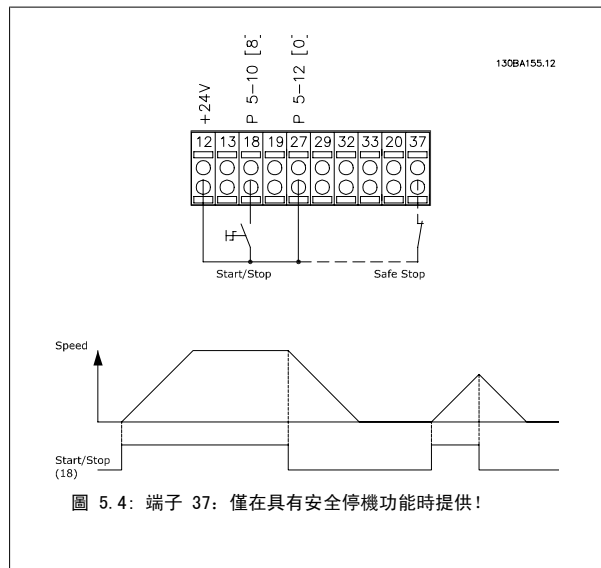 130BA155.12
+24V
P 5-10 [8]
P 5-12 [0]
12 13 18 19 27 29 32 33 20 37
Start/Stop
Safe Stop
Speed
Start/Stop
(18)
圖 5.4: 端子 37: 僅在具有安全停機功能時提供!